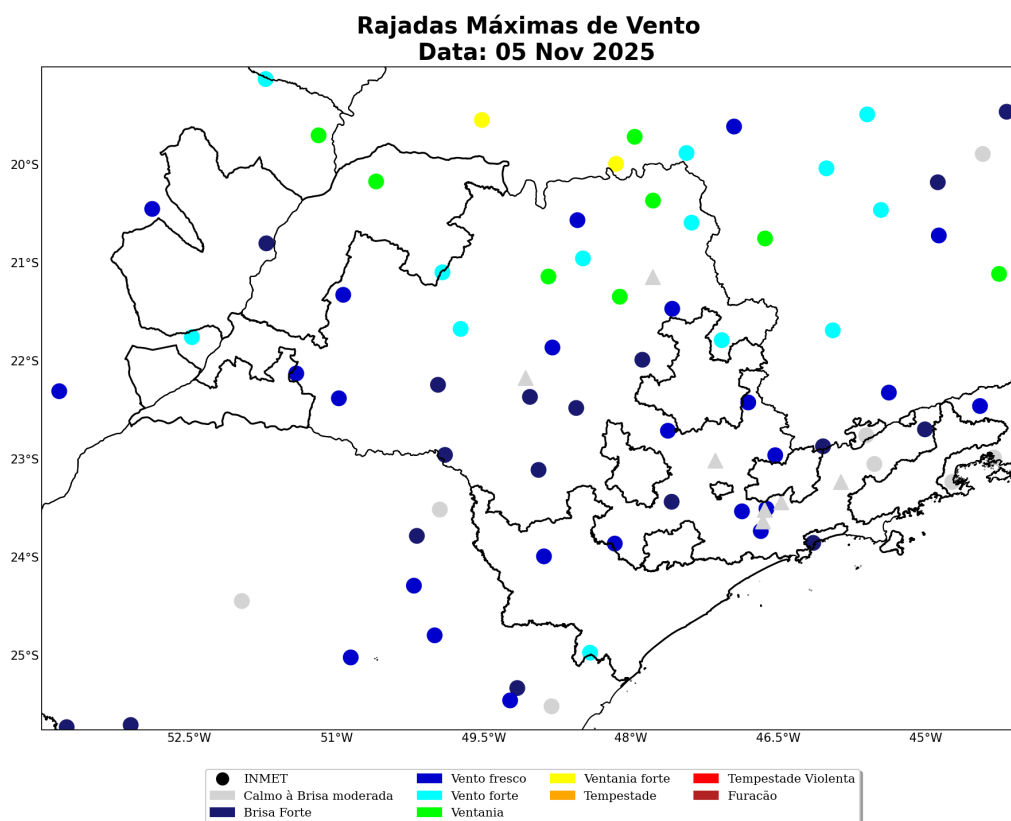 Rajadas Máximas de Vento
Data: 05 Nov 2025
20°S
21°S
22°S
23°S
24°S
25°S
52.5°W
51°W
49.5°W
48°W
46.5°W
45°W
INMET
Calmo à Brisa moderada
Brisa Forte
Vento fresco
Vento forte
Ventania
Ventania forte
Tempestade
Tempestade Violenta
Furacão